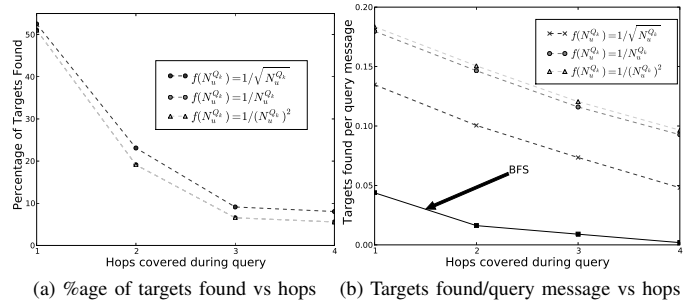 Percentage of Targets Found
50
40
30
20
10
0
1 2 3 4
Hops covered during query
f(N_u^{Q_k})=1/\sqrt{N_u^{Q_k}}
f(N_u^{Q_k})=1/N_u^{Q_k}
f(N_u^{Q_k})=1/(N_u^{Q_k})^2
(a) %age of targets found vs hops
Targets found per query message
0.20
0.15
0.10
0.05
0.00
1 2 3 4
Hops covered during query
f(N_u^{Q_k})=1/\sqrt{N_u^{Q_k}}
f(N_u^{Q_k})=1/N_u^{Q_k}
f(N_u^{Q_k})=1/(N_u^{Q_k})^2
BFS
(b) Targets found/query message vs hops